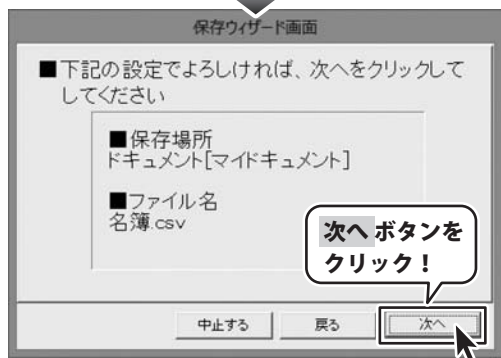 保存ウィザード画面
■下記の設定でよろしければ、次へをクリックして
してください
■保存場所
ドキュメント[マイドキュメント]
■ファイル名
名簿.csv
次へボタンを
クリック！
中止する
戻る
次へ